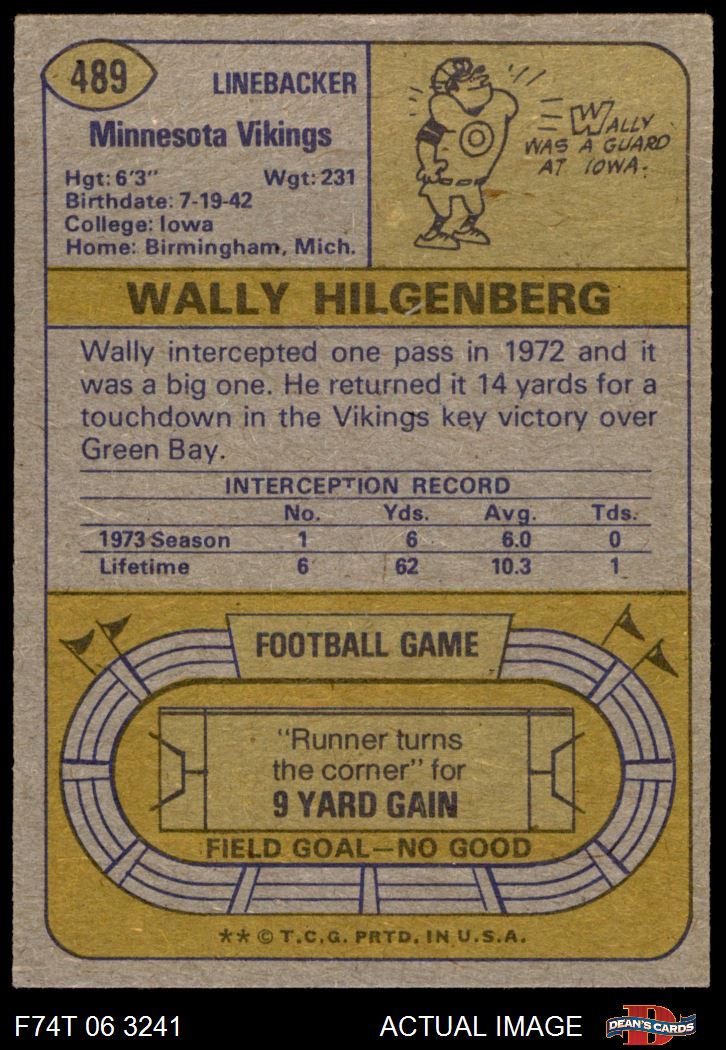 489
LINEBACKER
Minnesota Vikings
Hgt: 6'3" Wgt: 231
Birthdate: 7-19-42
College: Iowa
Home: Birmingham, Mich.
WALLY
WAS A GUARD
AT IOWA.
WALLY HILGENBERG
Wally intercepted one pass in 1972 and it
was a big one. He returned it 14 yards for a
touchdown in the Vikings key victory over
Green Bay.
INTERCEPTION RECORD
No. Yds. Avg. Tds.
1973 Season 1 6 6.0 0
Lifetime 6 62 10.3 1
FOOTBALL GAME
"Runner turns
the corner" for
9 YARD GAIN
FIELD GOAL—NO GOOD
** © T.C.G. PRTD. IN U.S.A.
F74T 06 3241 ACTUAL IMAGE
D
DEAN'S CARDS